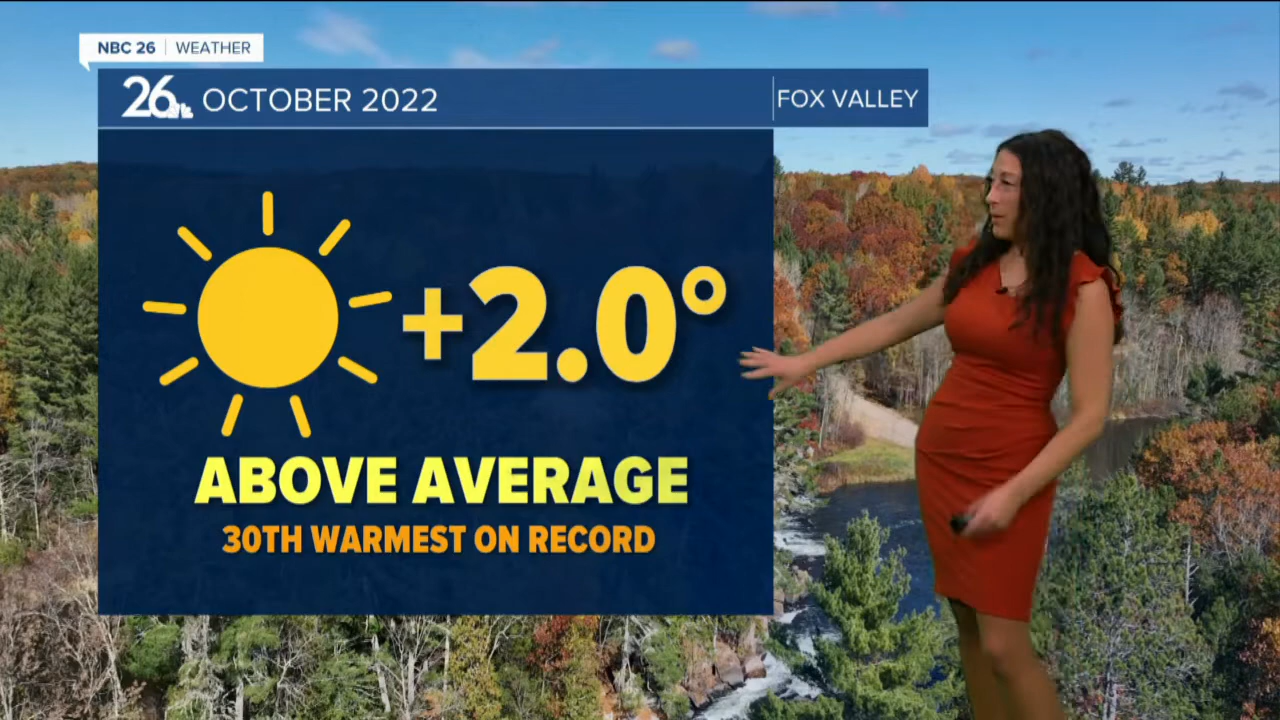 NBC 26 | WEATHER
26 OCTOBER 2022
FOX VALLEY
+2.0°
ABOVE AVERAGE
30TH WARMEST ON RECORD